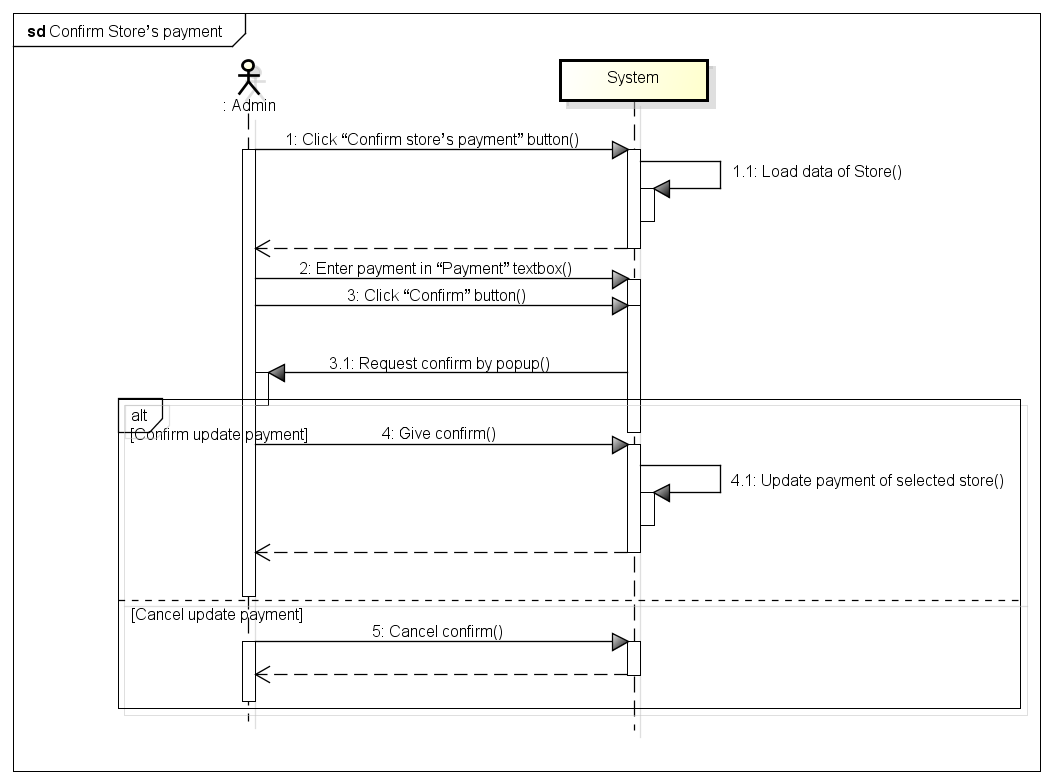 sd Confirm Store’s payment
: Admin
System
1: Click “Confirm store’s payment” button()
1.1: Load data of Store()
2: Enter payment in “Payment” textbox()
3: Click “Confirm” button()
3.1: Request confirm by popup()
alt
[Confirm update payment]
4: Give confirm()
4.1: Update payment of selected store()
[Cancel update payment]
5: Cancel confirm()